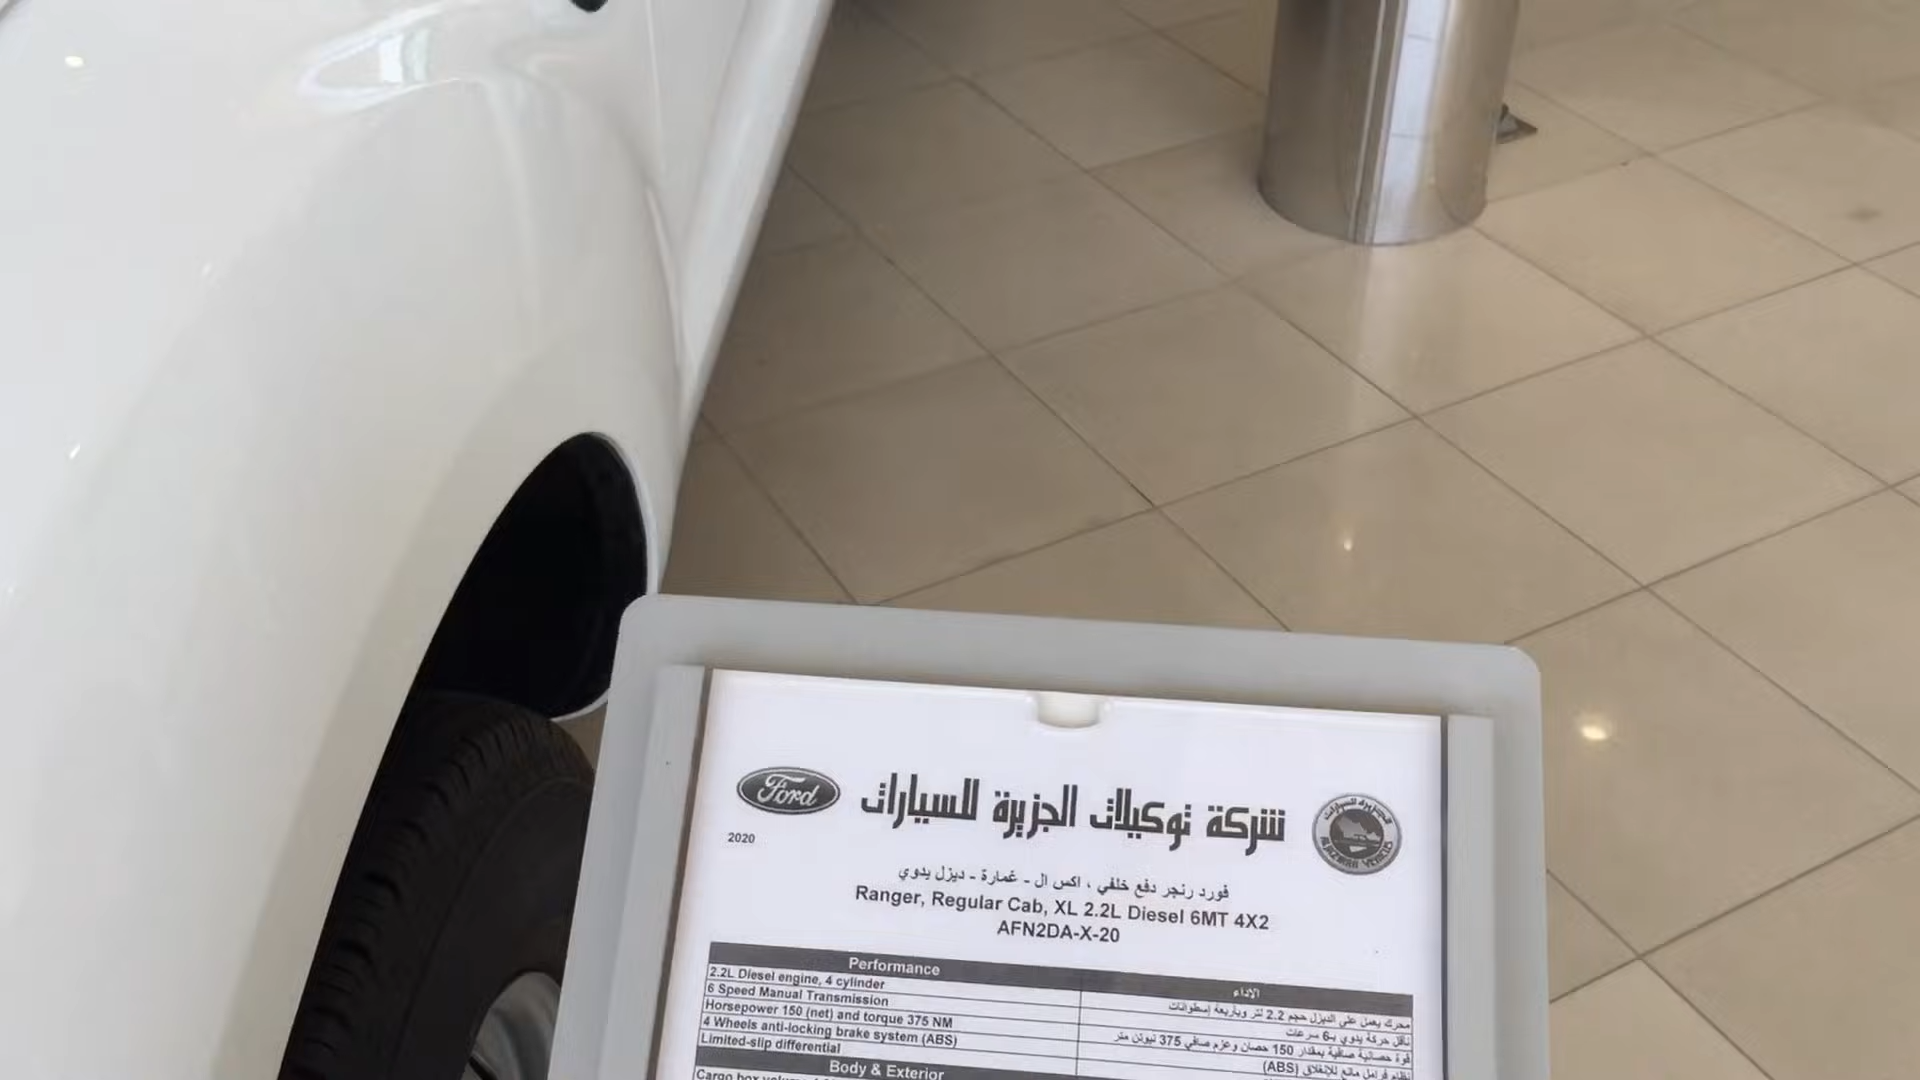 Ford
شركة توكيلات الجزيرة للسيارات
2020
فورد رنجر دفع خلفي ، اكس ال - غمارة - ديزل يدوي
Ranger, Regular Cab, XL 2.2L Diesel 6MT 4X2
AFN2DA-X-20
Performance
الإداء
2.2L Diesel engine, 4 cylinder
محرك يعمل على الديزل حجم 2.2 لتر وبأربعة إسطوانات
6 Speed Manual Transmission
ناقل حركة يدوي بـ6 سرعات
Horsepower 150 (net) and torque 375 NM
قوة حصانية صافية بمقدار 150 حصان وعزم صافي 375 نيوتن متر
4 Wheels anti-locking brake system (ABS)
نظام فرامل مانع للإنغلاق (ABS)
Limited-slip differential
Body & Exterior
Cargo box